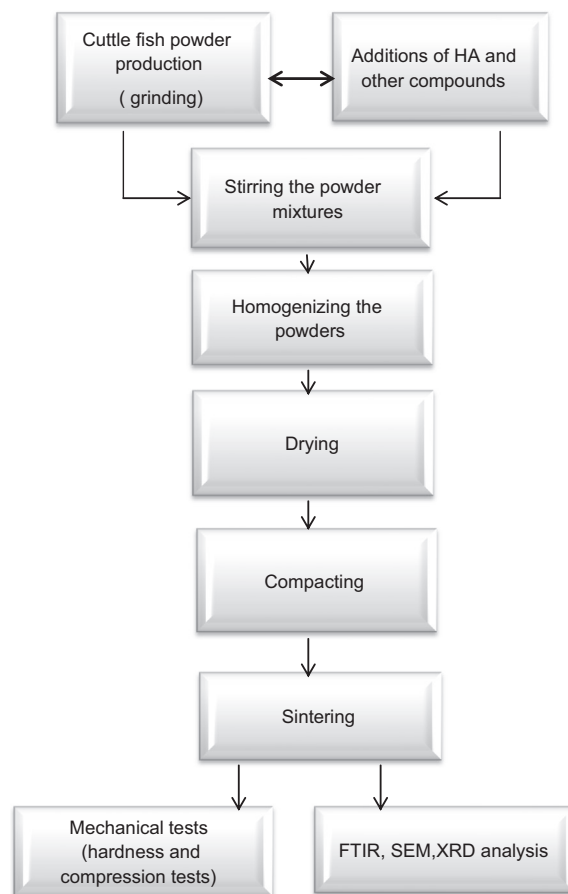 Cuttle fish powder
production
( grinding)
Additions of HA and
other compounds
Stirring the powder
mixtures
Homogenizing the
powders
Drying
Compacting
Sintering
Mechanical tests
(hardness and
compression tests)
FTIR, SEM,XRD analysis